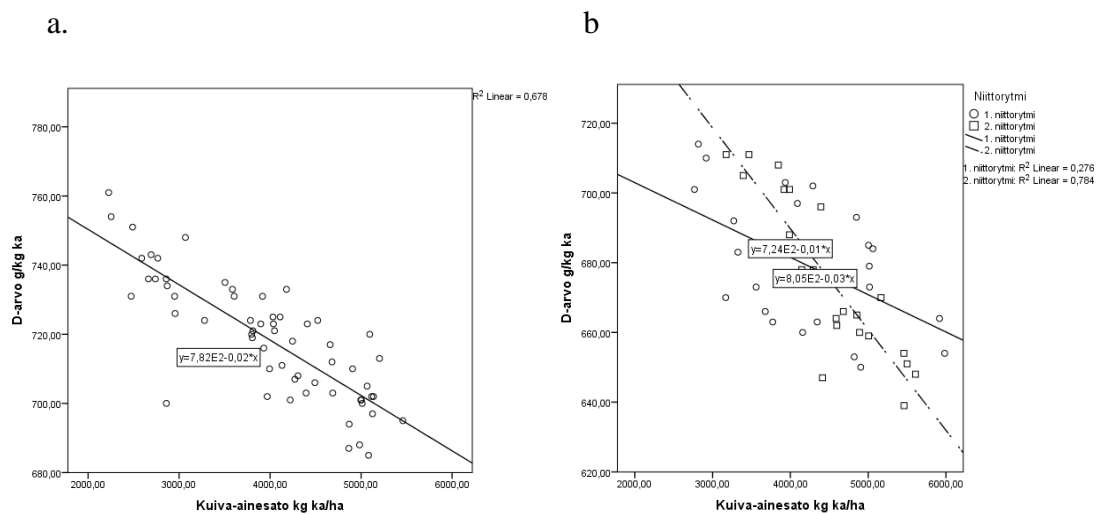 a.
R² Linear = 0,678
780,00
760,00
740,00
720,00
700,00
680,00
D-arvo g/kg ka
y=7,82E2-0,02*x
2000,00 3000,00 4000,00 5000,00 6000,00
Kuiva-ainesato kg ka/ha
b
Niittorytmi
1. niittorytmi
2. niittorytmi
1. niittorytmi
2. niittorytmi
1. niittorytmi: R² Linear = 0,276
2. niittorytmi: R² Linear = 0,784
720,00
700,00
680,00
660,00
640,00
620,00
D-arvo g/kg ka
y=7,24E2-0,01*x
y=8,05E2-0,03*x
2000,00 3000,00 4000,00 5000,00 6000,00
Kuiva-ainesato kg ka/ha